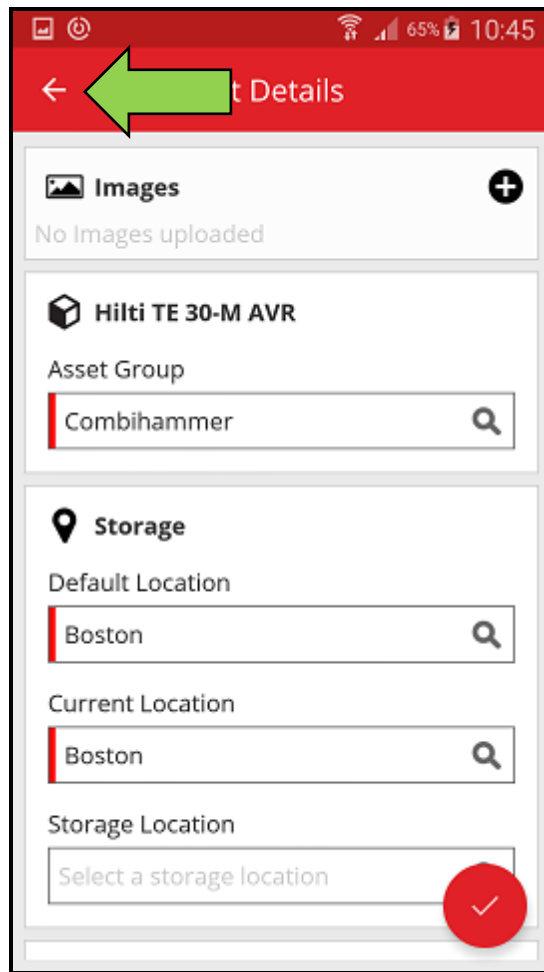 65% 10:45
t Details
Images
No Images uploaded
Hilti TE 30-M AVR
Asset Group
Combihammer
Storage
Default Location
Boston
Current Location
Boston
Storage Location
Select a storage location